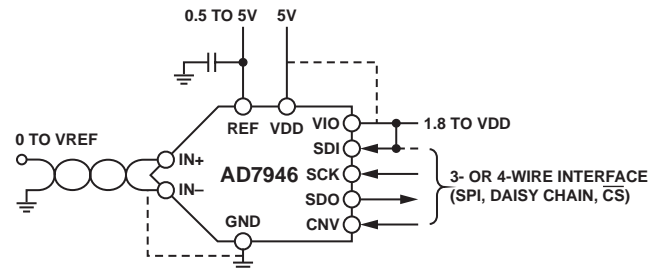 0.5 TO 5V 5V
REF VDD VIO 1.8 TO VDD
0 TO VREF SDI
IN+ AD7946 SCK 3- OR 4-WIRE INTERFACE
IN– SDO (SPI, DAISY CHAIN, C̅S̅)
GND CNV